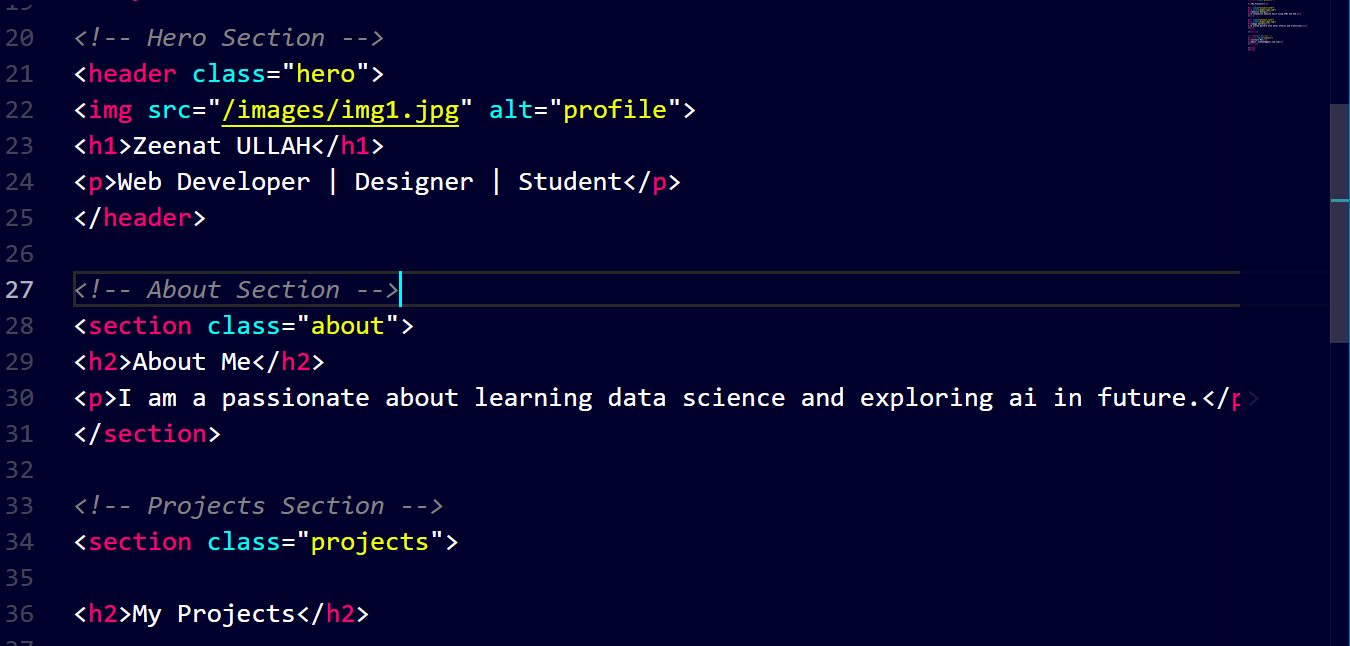 20 <!-- Hero Section -->
21 <header class="hero">
22 <img src="/images/img1.jpg" alt="profile">
23 <h1>Zeenat ULLAH</h1>
24 <p>Web Developer | Designer | Student</p>
25 </header>
26
27 <!-- About Section -->
28 <section class="about">
29 <h2>About Me</h2>
30 <p>I am a passionate about learning data science and exploring ai in future.</p>
31 </section>
32
33 <!-- Projects Section -->
34 <section class="projects">
35
36 <h2>My Projects</h2>